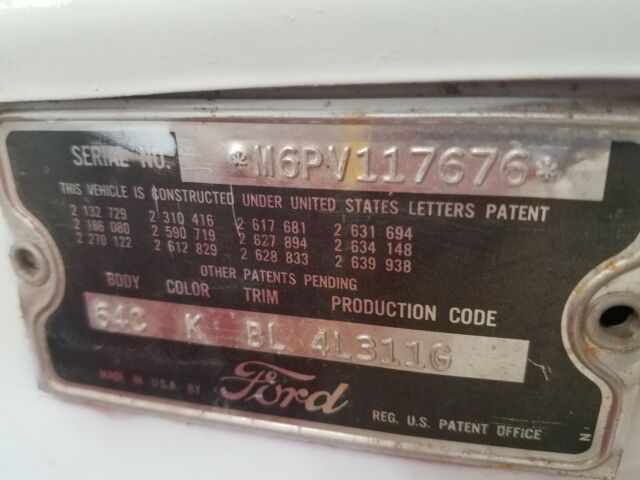 SERIAL NO. *M6PV117676*
THIS VEHICLE IS CONSTRUCTED UNDER UNITED STATES LETTERS PATENT
2 132 729 2 310 416 2 617 681 2 631 694
2 186 080 2 590 719 2 627 894 2 634 148
2 270 122 2 612 829 2 628 833 2 639 938
OTHER PATENTS PENDING
BODY COLOR TRIM PRODUCTION CODE
64C K BL 4L311G
MADE IN U.S.A. BY Ford
REG. U.S. PATENT OFFICE
N